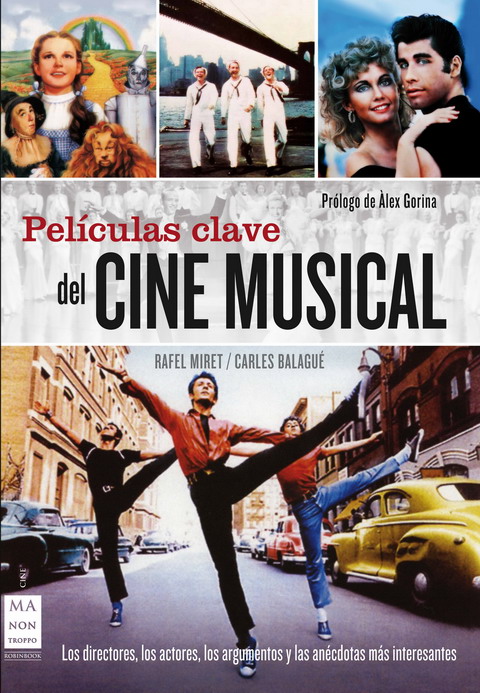 Prólogo de Àlex Gorina
Películas clave
del CINE MUSICAL
RAFEL MIRET / CARLES BALAGUÉ
CINE
MA
NON
TROPPO
ROBINBOOK
Los directores, los actores, los argumentos y las anécdotas más interesantes